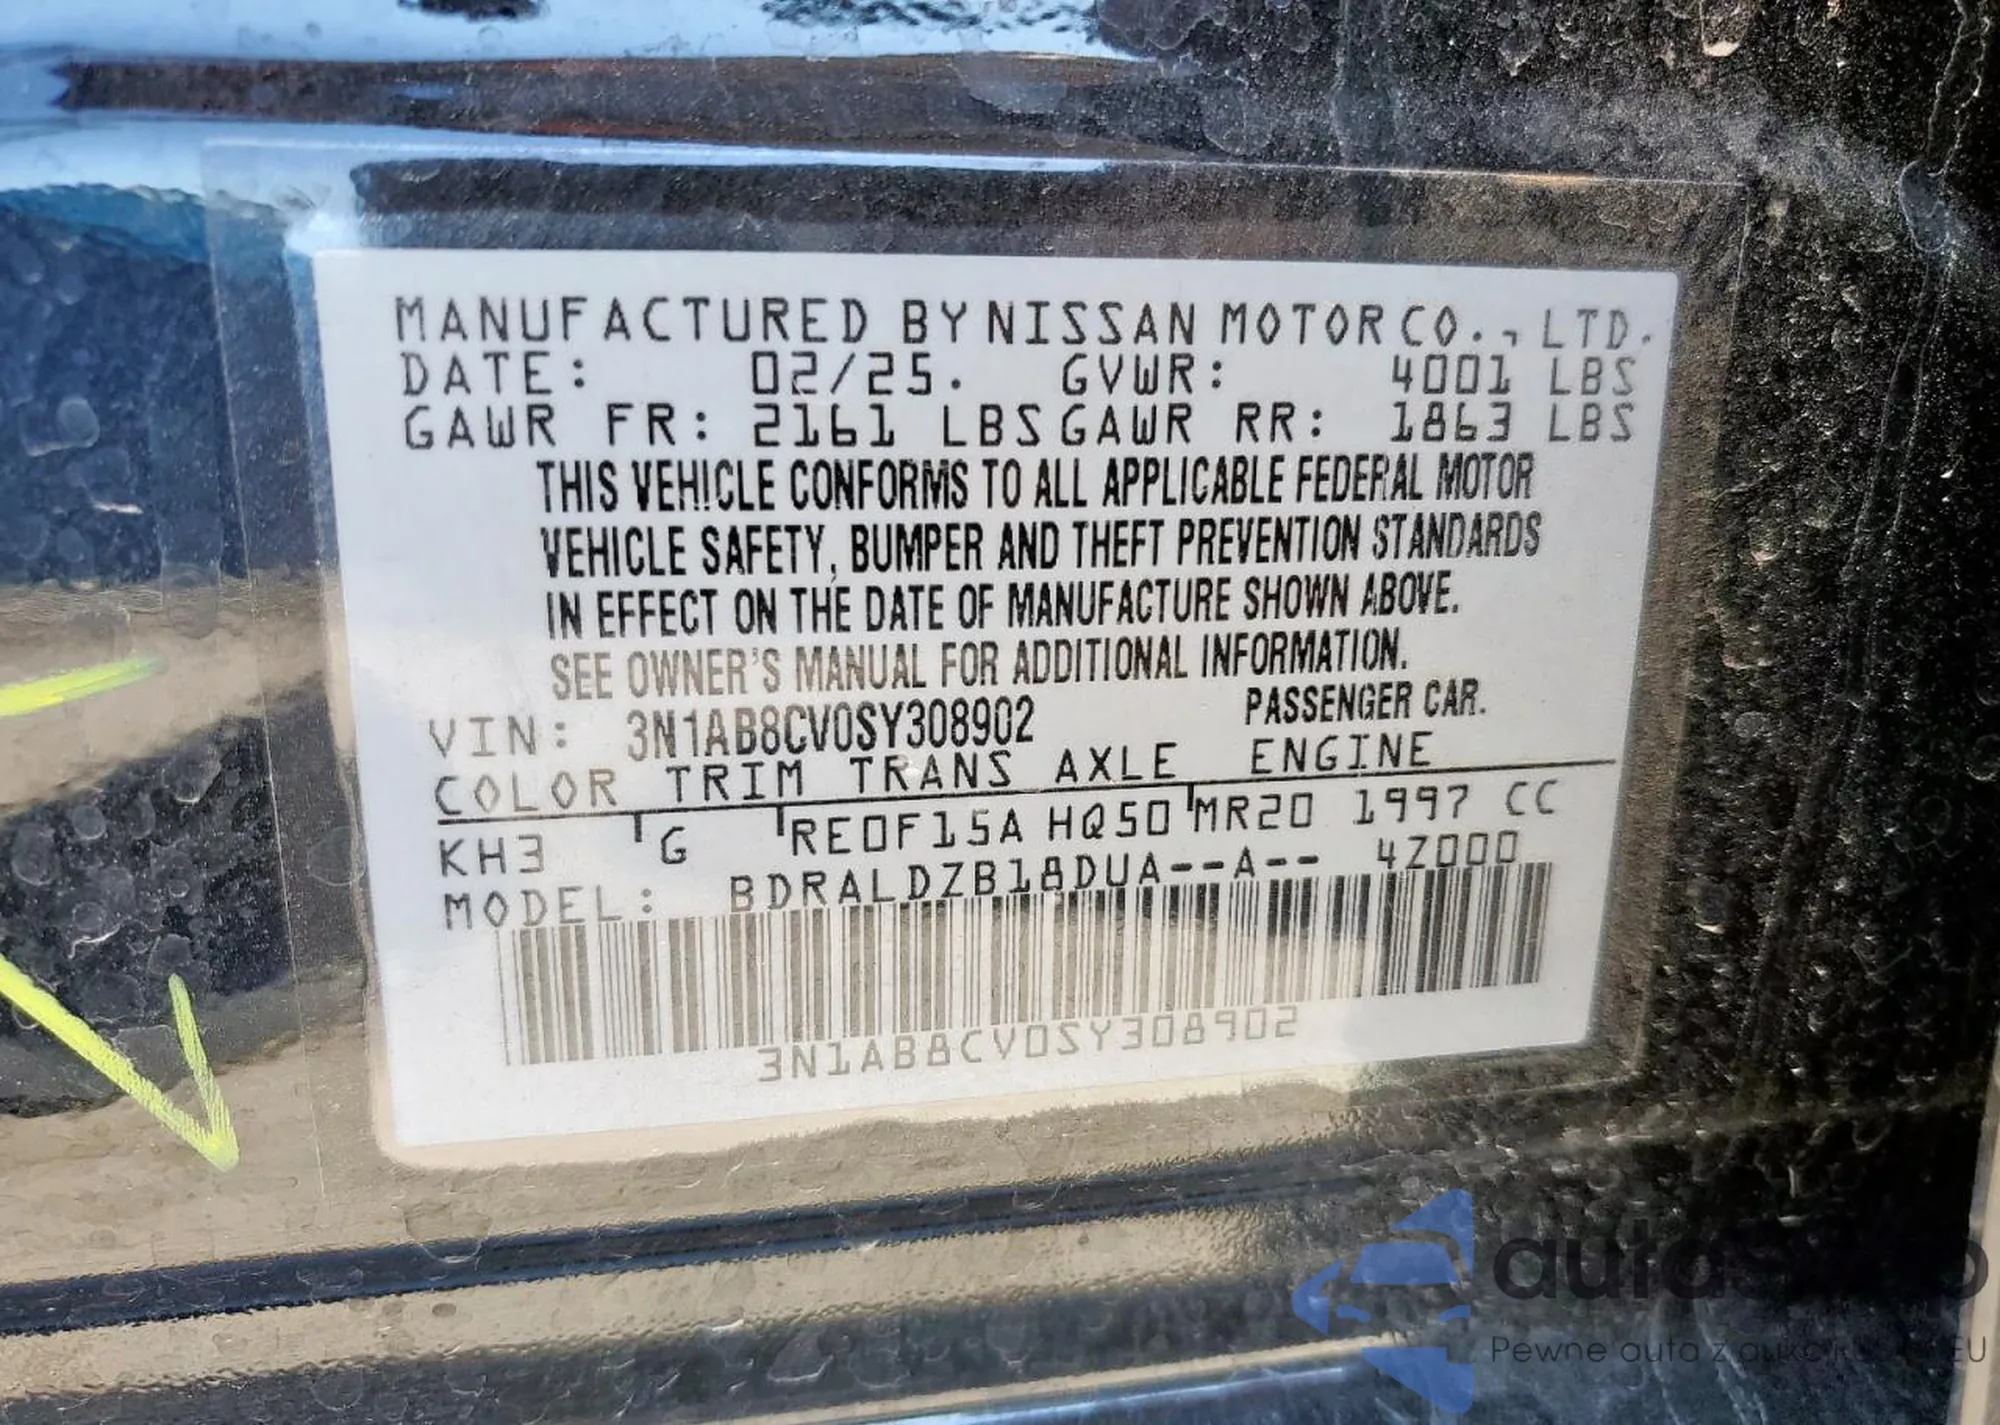 MANUFACTURED BY NISSAN MOTOR CO., LTD.
DATE: 02/25. GVWR: 4001 LBS
GAWR FR: 2161 LBS GAWR RR: 1863 LBS
THIS VEHICLE CONFORMS TO ALL APPLICABLE FEDERAL MOTOR
VEHICLE SAFETY, BUMPER AND THEFT PREVENTION STANDARDS
IN EFFECT ON THE DATE OF MANUFACTURE SHOWN ABOVE.
SEE OWNER'S MANUAL FOR ADDITIONAL INFORMATION.
VIN: 3N1AB8CV0SY308902 PASSENGER CAR.
COLOR TRIM TRANS AXLE ENGINE
KH3 G RE0F15A HQ50 MR20 1997 CC
MODEL: BDRALDZB18DUA--A-- 4Z000
3N1AB8CV0SY308902
Pewne auta z